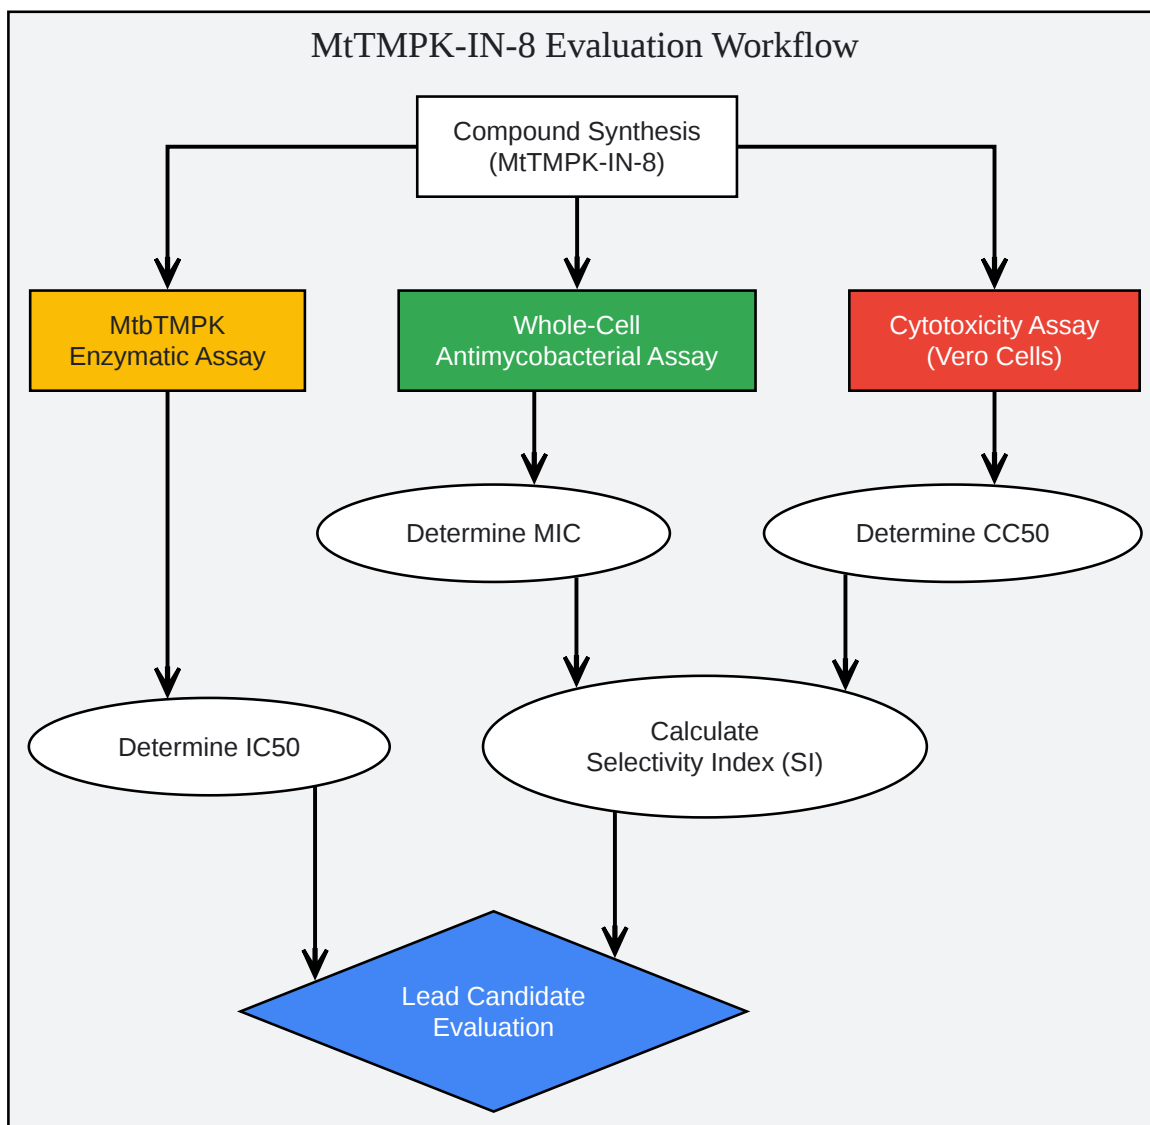 MtTMPK-IN-8 Evaluation Workflow
Compound Synthesis
(MtTMPK-IN-8)
MtbTMPK
Enzymatic Assay
Whole-Cell
Antimycobacterial Assay
Cytotoxicity Assay
(Vero Cells)
Determine MIC
Determine CC50
Determine IC50
Calculate
Selectivity Index (SI)
Lead Candidate
Evaluation